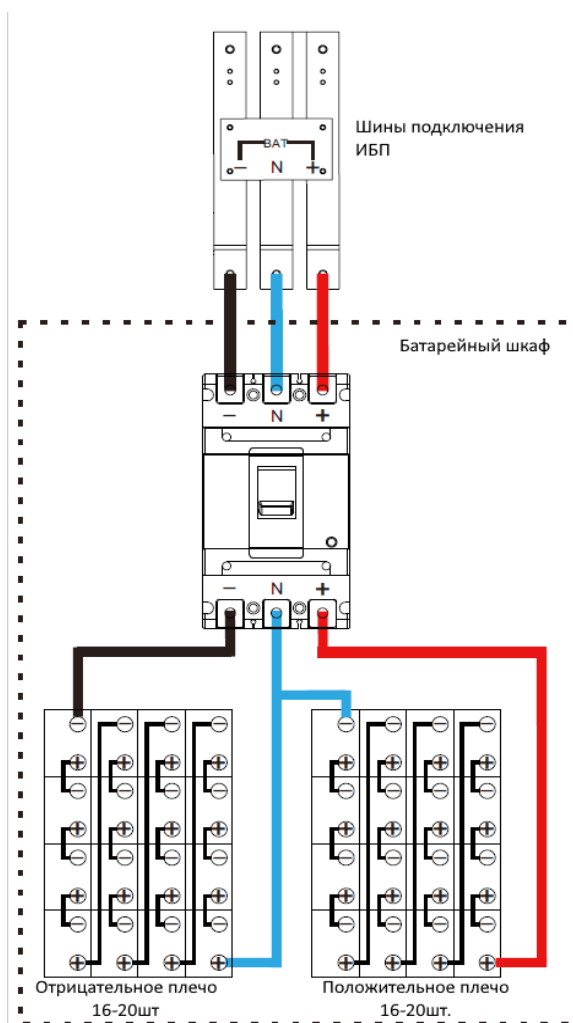 Шины подключения
ИБП
BAT
− N +
Батарейный шкаф
− N +
− N +
Отрицательное плечо
16-20шт
Положительное плечо
16-20шт.